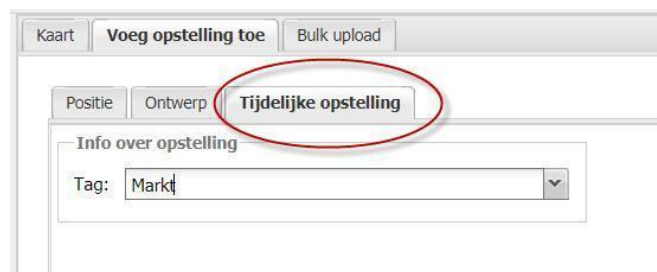 Kaart Voeg opstelling toe Bulk upload
Positie Ontwerp Tijdelijke opstelling
Info over opstelling
Tag: Markt